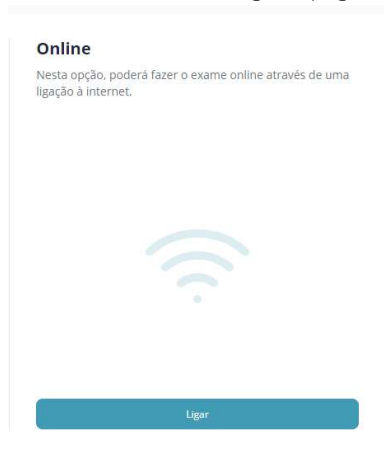 Online
Nesta opção, poderá fazer o exame online através de uma
ligação à internet.
Ligar